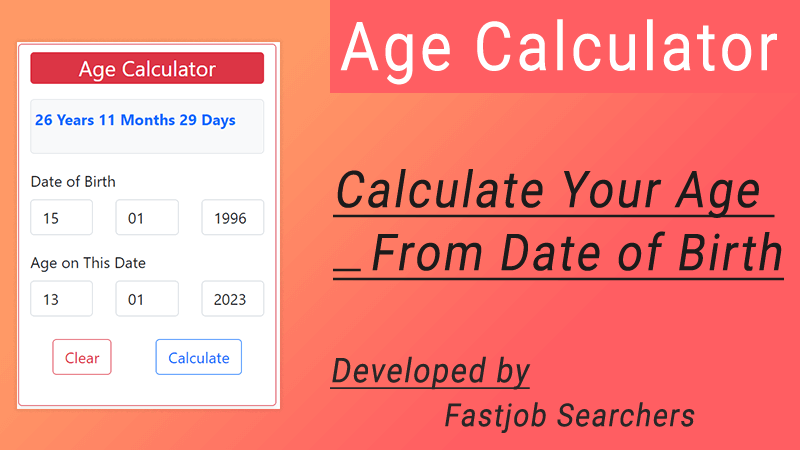 Age Calculator
26 Years 11 Months 29 Days
Date of Birth
15 01 1996
Age on This Date
13 01 2023
Clear Calculate
Age Calculator
Calculate Your Age
_ From Date of Birth
Developed by
Fastjob Searchers